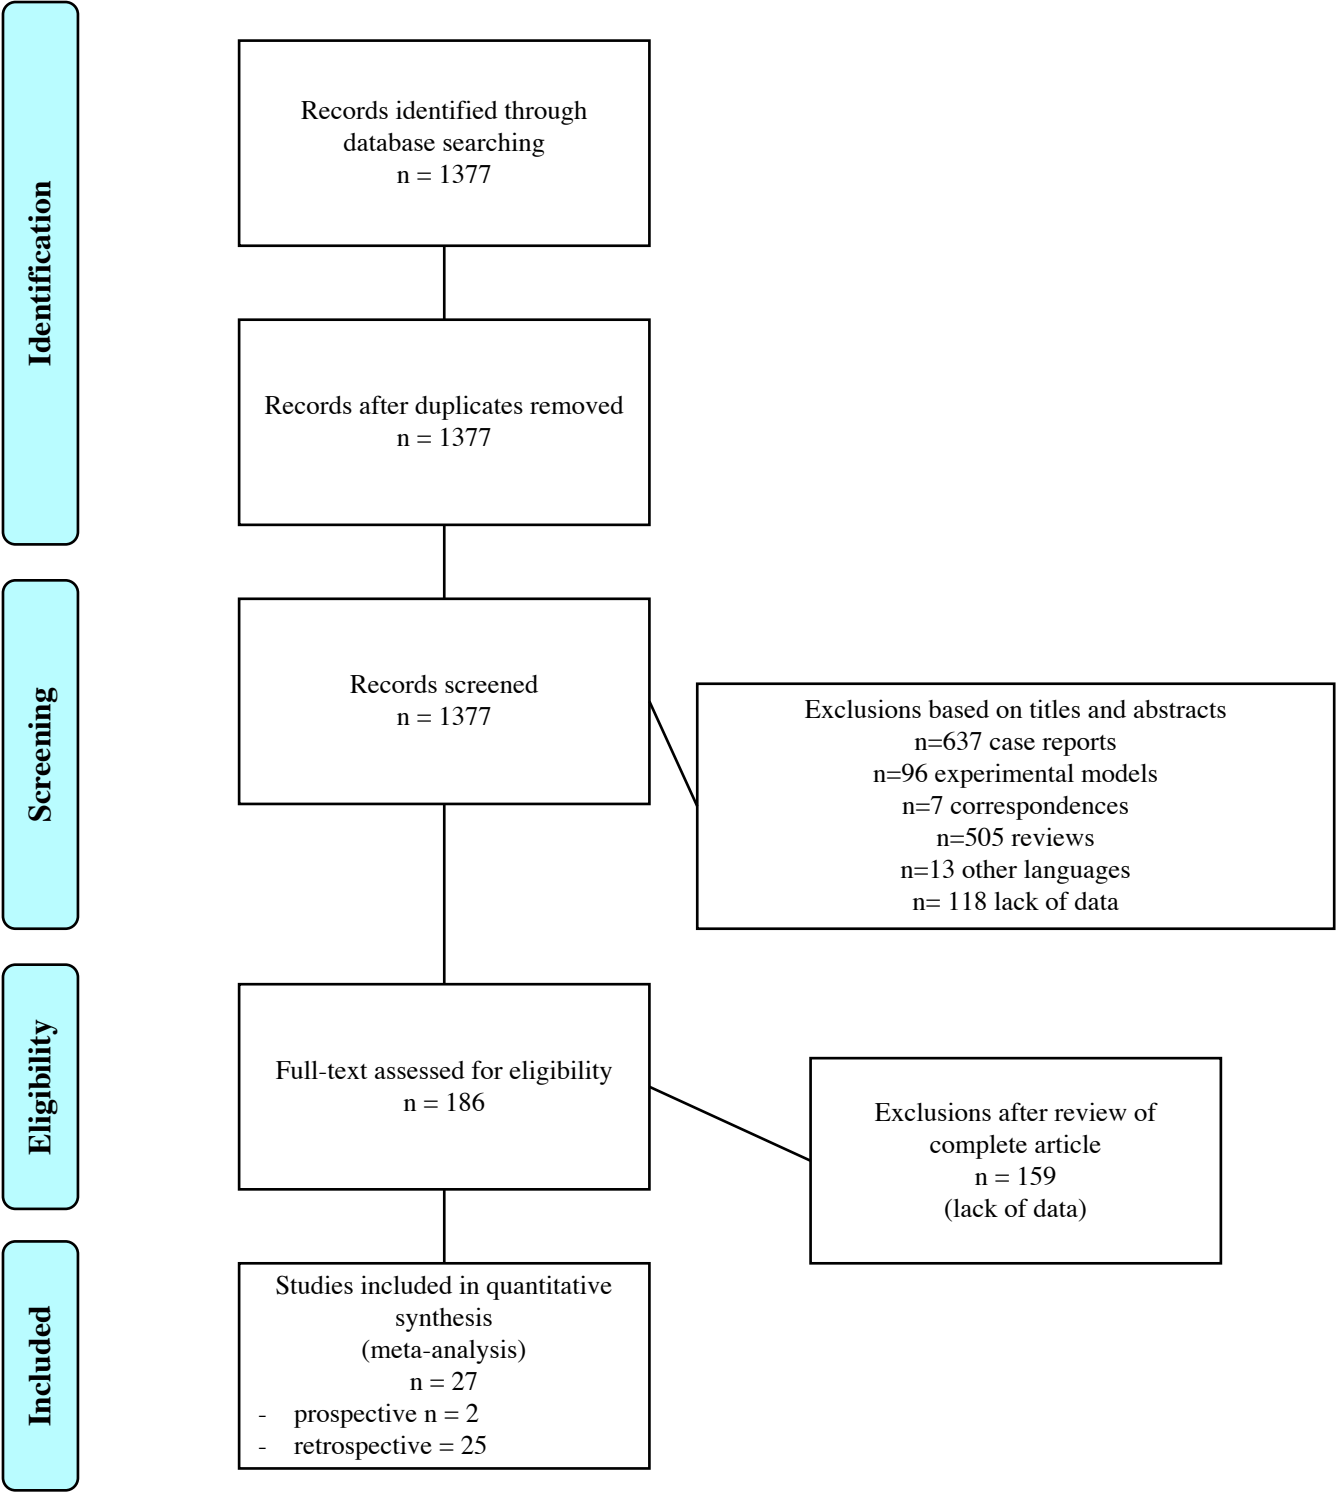 Identification
Records identified through
database searching
n = 1377
Records after duplicates removed
n = 1377
Screening
Records screened
n = 1377
Exclusions based on titles and abstracts
n=637 case reports
n=96 experimental models
n=7 correspondences
n=505 reviews
n=13 other languages
n= 118 lack of data
Eligibility
Full-text assessed for eligibility
n = 186
Exclusions after review of
complete article
n = 159
(lack of data)
Included
Studies included in quantitative
synthesis
(meta-analysis)
n = 27
- prospective n = 2
- retrospective = 25